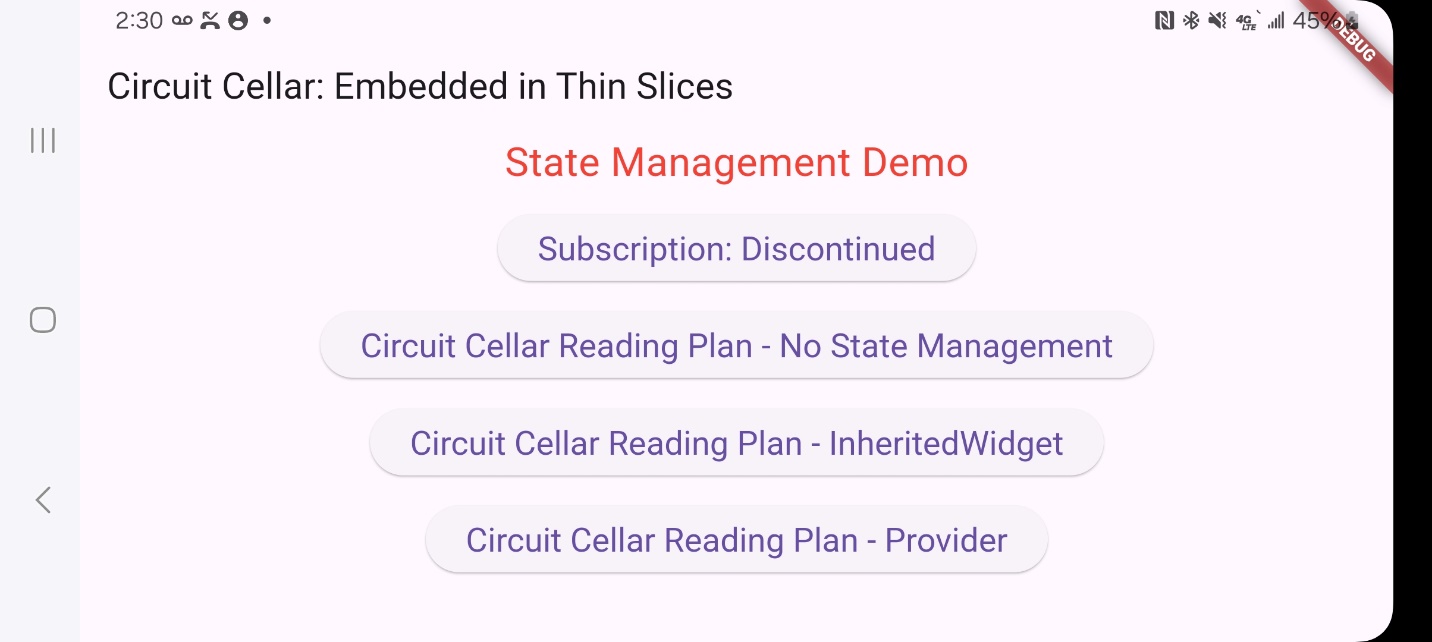 2:30
4G LTE 45%
DEBUG
Circuit Cellar: Embedded in Thin Slices
State Management Demo
Subscription: Discontinued
Circuit Cellar Reading Plan - No State Management
Circuit Cellar Reading Plan - InheritedWidget
Circuit Cellar Reading Plan - Provider